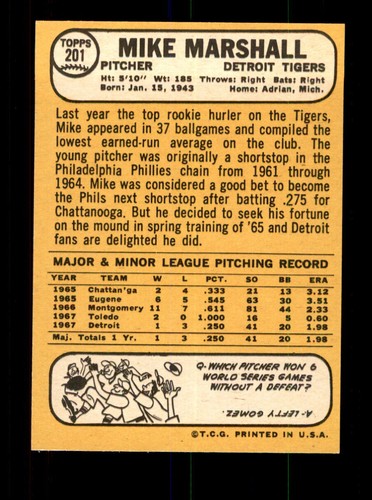 TOPPS
201
MIKE MARSHALL
PITCHER DETROIT TIGERS
Ht: 5'10" Wt: 185 Throws: Right Bats: Right
Born: Jan. 15, 1943 Home: Adrian, Mich.
Last year the top rookie hurler on the Tigers,
Mike appeared in 37 ballgames and compiled the
lowest earned-run average on the club. The
young pitcher was originally a shortstop in the
Philadelphia Phillies chain from 1961 through
1964. Mike was considered a good bet to become
the Phils next shortstop after batting .275 for
Chattanooga. But he decided to seek his fortune
on the mound in spring training of '65 and Detroit
fans are delighted he did.
MAJOR & MINOR LEAGUE PITCHING RECORD
YEAR TEAM W L PCT. SO BB ERA
1965 Chattan'ga 2 4 .333 21 13 3.12
1965 Eugene 6 5 .545 63 30 3.51
1966 Montgomery 11 7 .611 81 44 2.33
1967 Toledo 2 0 1.000 16 5 0.60
1967 Detroit 1 3 .250 41 20 1.98
Maj. Totals 1 Yr. 1 3 .250 41 20 1.98
Q-WHICH PITCHER WON 6
WORLD SERIES GAMES
WITHOUT A DEFEAT?
A-LEFTY GOMEZ.
©T.C.G. PRINTED IN U.S.A.